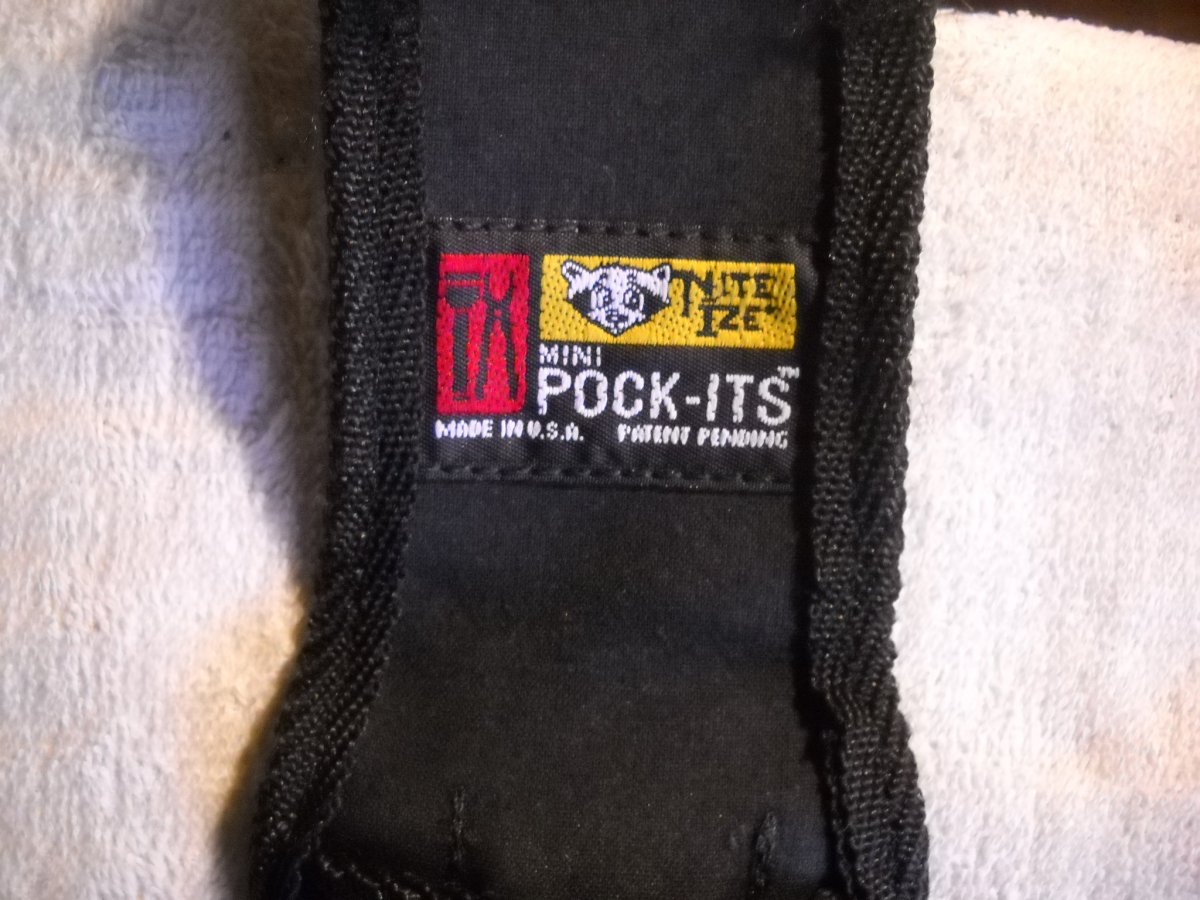 NITE
IZE
MINI
POCK-ITS™
MADE IN U.S.A. PATENT PENDING